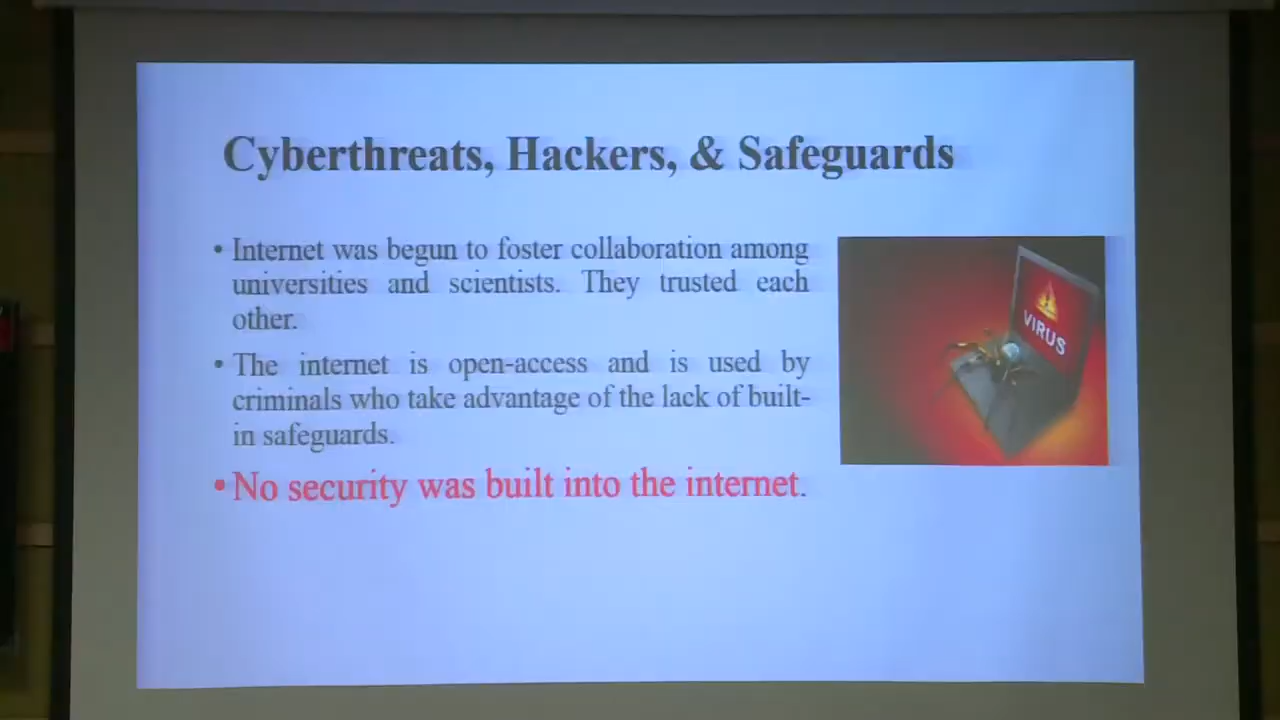 Cyberthreats, Hackers, & Safeguards
• Internet was begun to foster collaboration among
universities and scientists. They trusted each
other.
• The internet is open-access and is used by
criminals who take advantage of the lack of built-
in safeguards.
• No security was built into the internet.
VIRUS